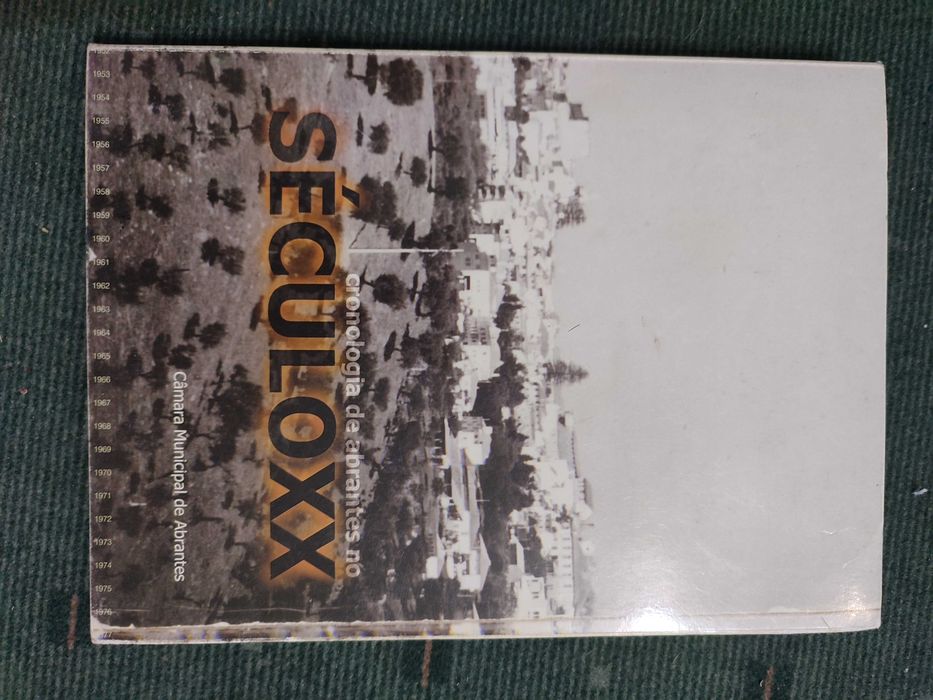 cronologia de abrantes no
SÉCULOXX
Câmara Municipal de Abrantes
1952 1953 1954 1955 1956 1957 1958 1959 1960 1961 1962 1963 1964 1965 1966 1967 1968 1969 1970 1971 1972 1973 1974 1975 1976